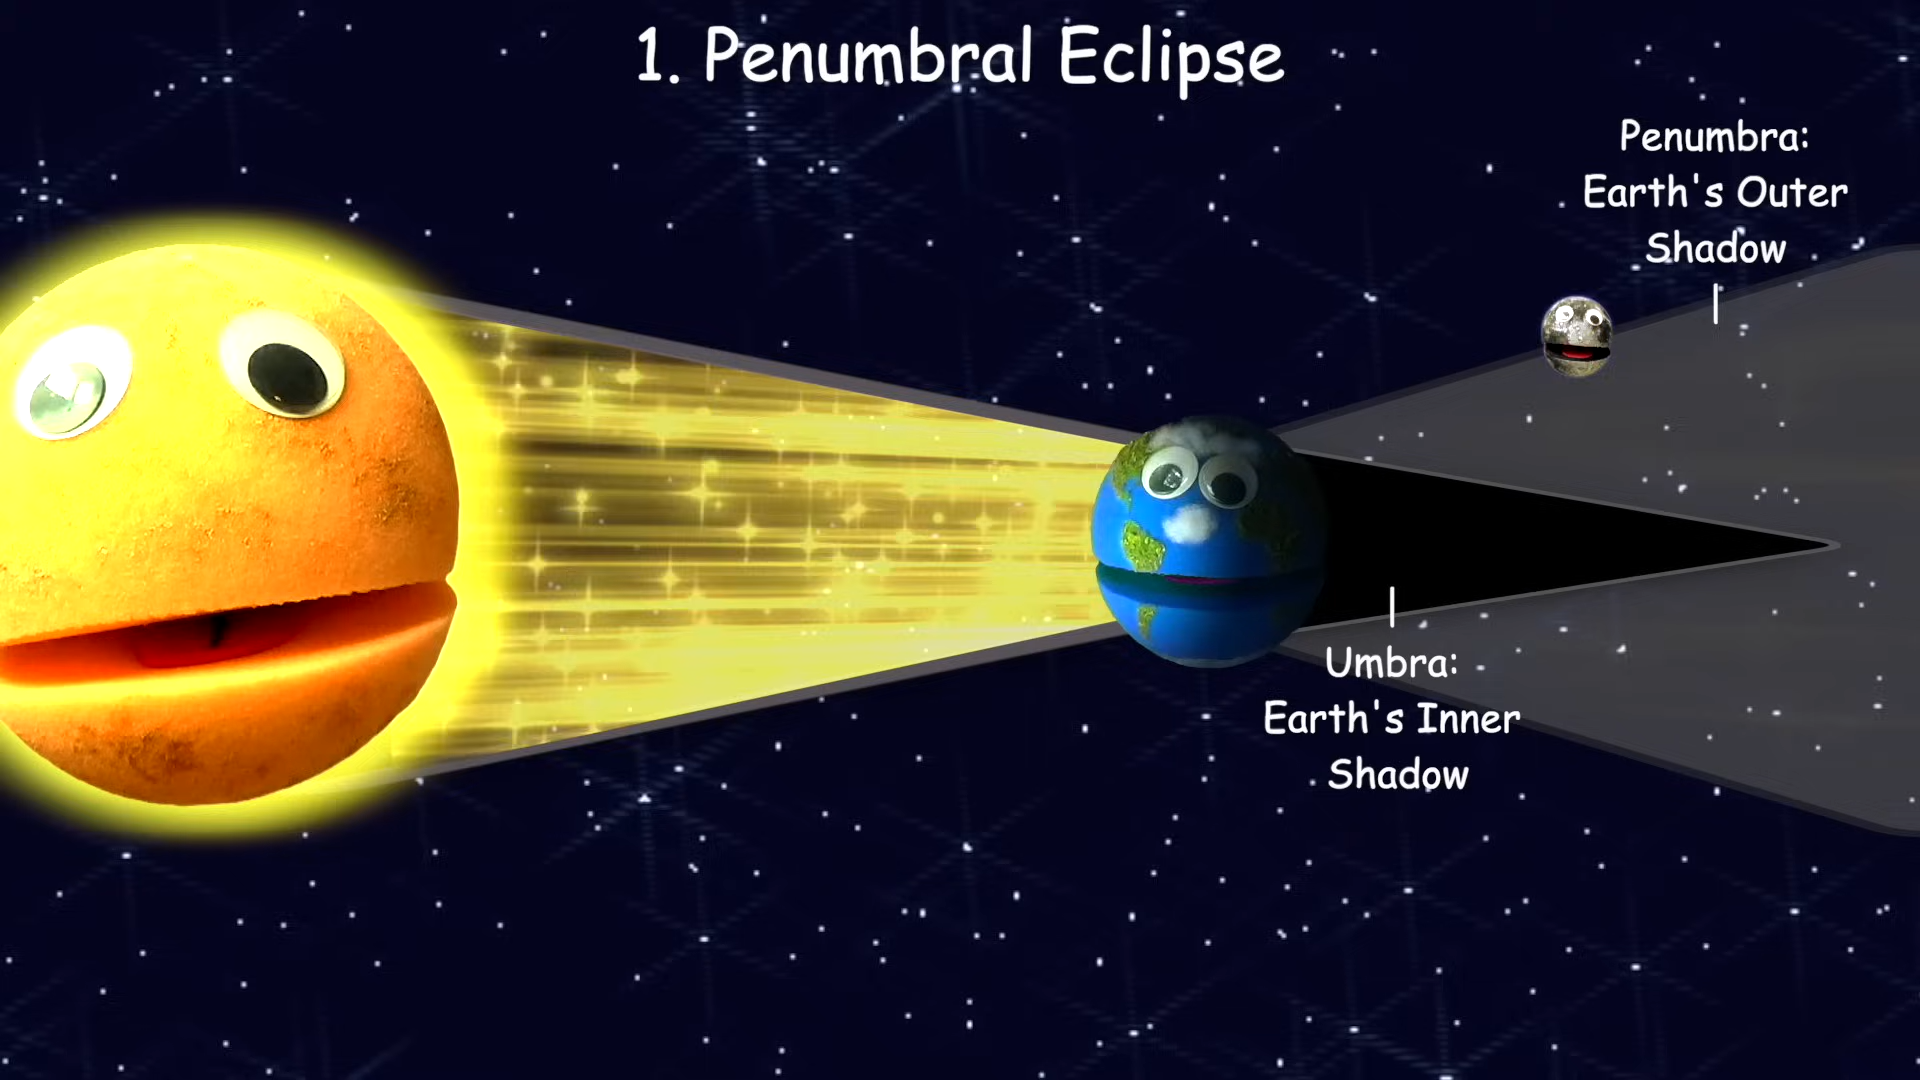 1. Penumbral Eclipse
Penumbra:
Earth's Outer
Shadow
Umbra:
Earth's Inner
Shadow